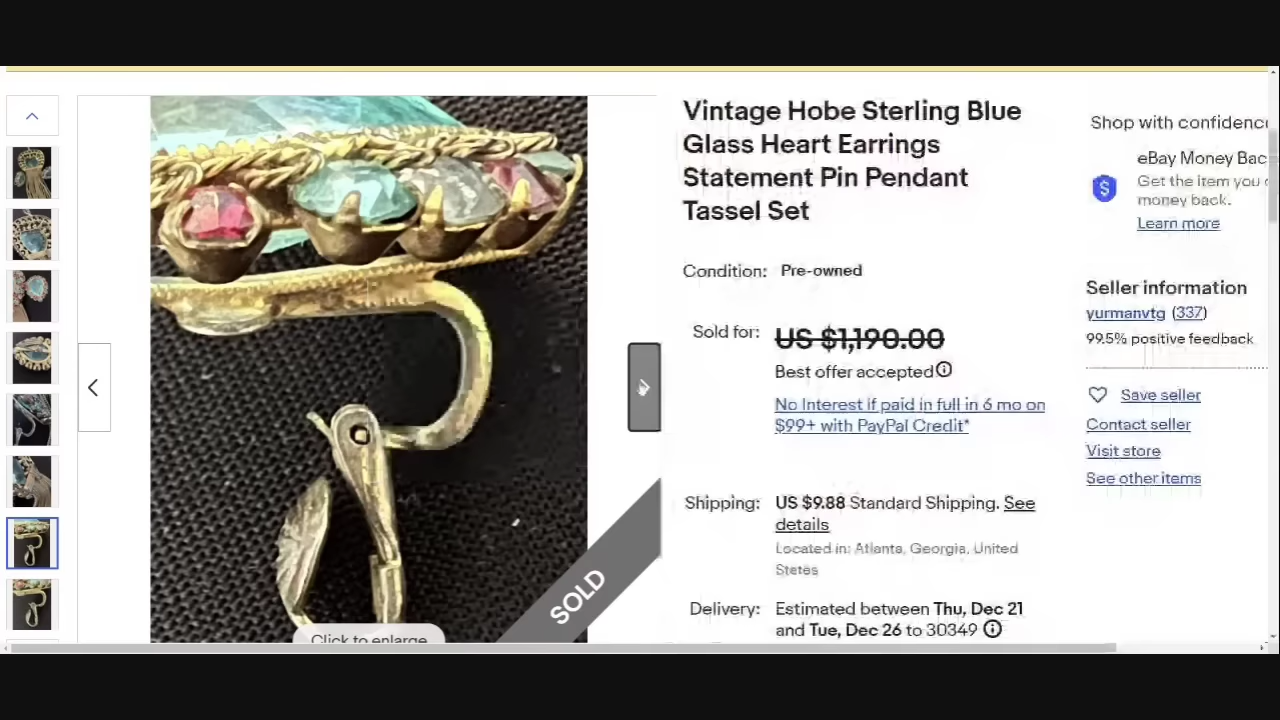 Vintage Hobe Sterling Blue
Glass Heart Earrings
Statement Pin Pendant
Tassel Set
Condition: Pre-owned
Sold for: US $1,190.00
Best offer accepted
No Interest if paid in full in 6 mo on
$99+ with PayPal Credit*
Shipping: US $9.88 Standard Shipping. See
details
Located in: Atlanta, Georgia, United
States
Delivery: Estimated between Thu, Dec 21
and Tue, Dec 26 to 30349
SOLD
Click to enlarge
Shop with confidenc
eBay Money Bac
Get the item you
money back.
Learn more
Seller information
yurmanvtg (337)
99.5% positive feedback
Save seller
Contact seller
Visit store
See other items